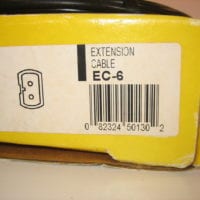 EXTENSION
CABLE
EC-6
0 82324 50130 2